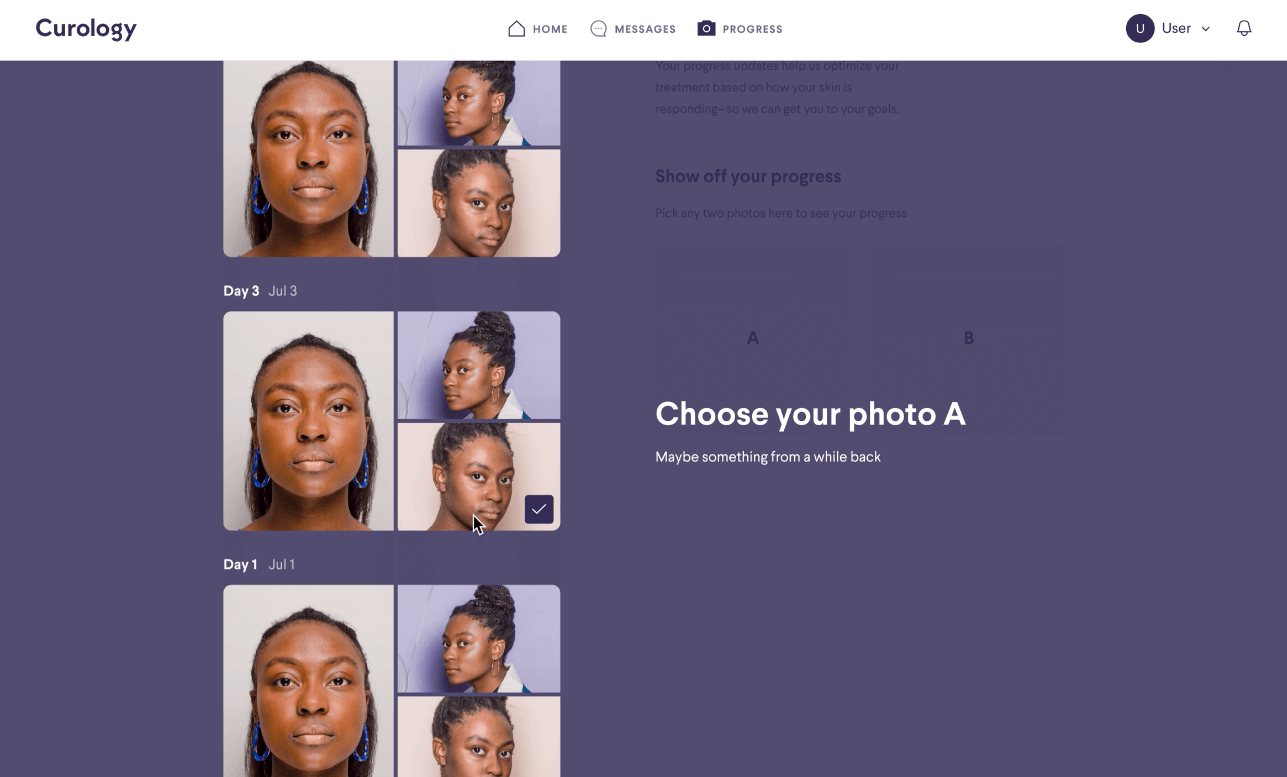 Curology
HOME
MESSAGES
PROGRESS
U
User
Your progress updates help us optimize your
treatment based on how your skin is
responding—so we can get you to your goals.
Show off your progress
Pick any two photos here to see your progress
A
B
Choose your photo A
Maybe something from a while back
Day 3 Jul 3
Day 1 Jul 1